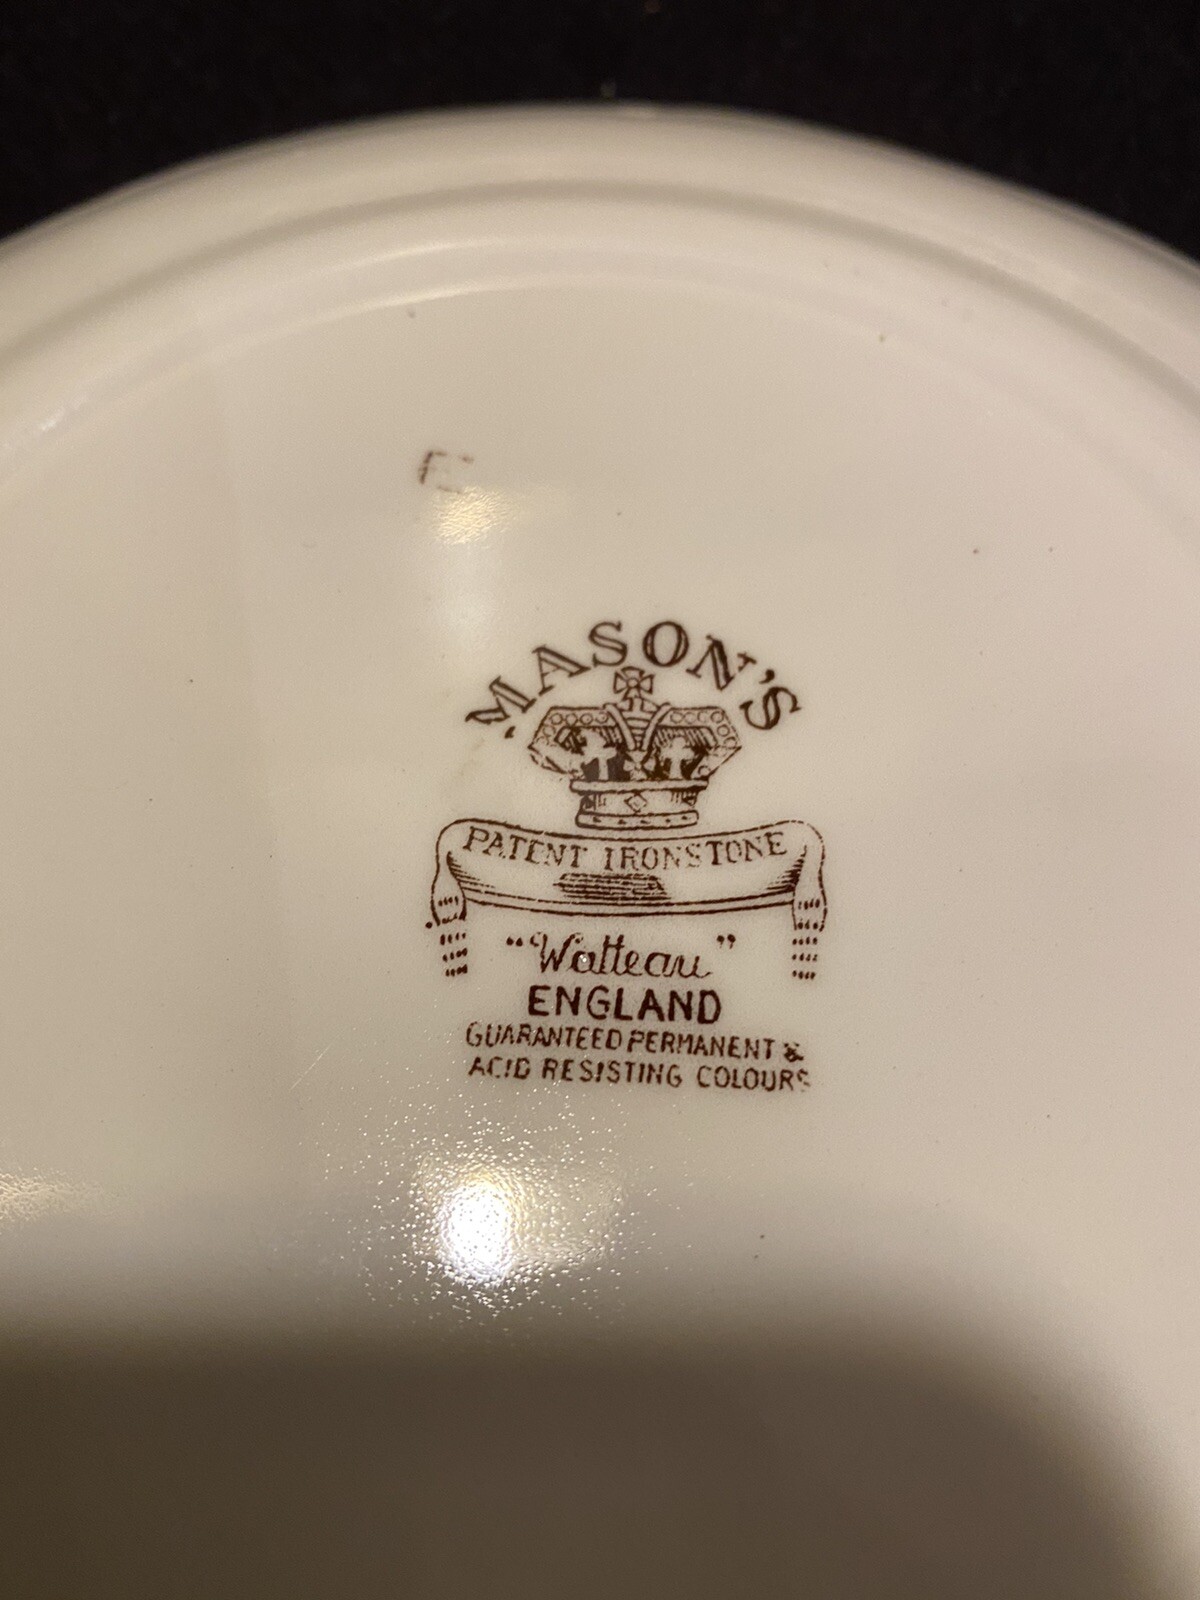 MASON'S
PATENT IRONSTONE
"Watteau"
ENGLAND
GUARANTEED PERMANENT &
ACID RESISTING COLOURS